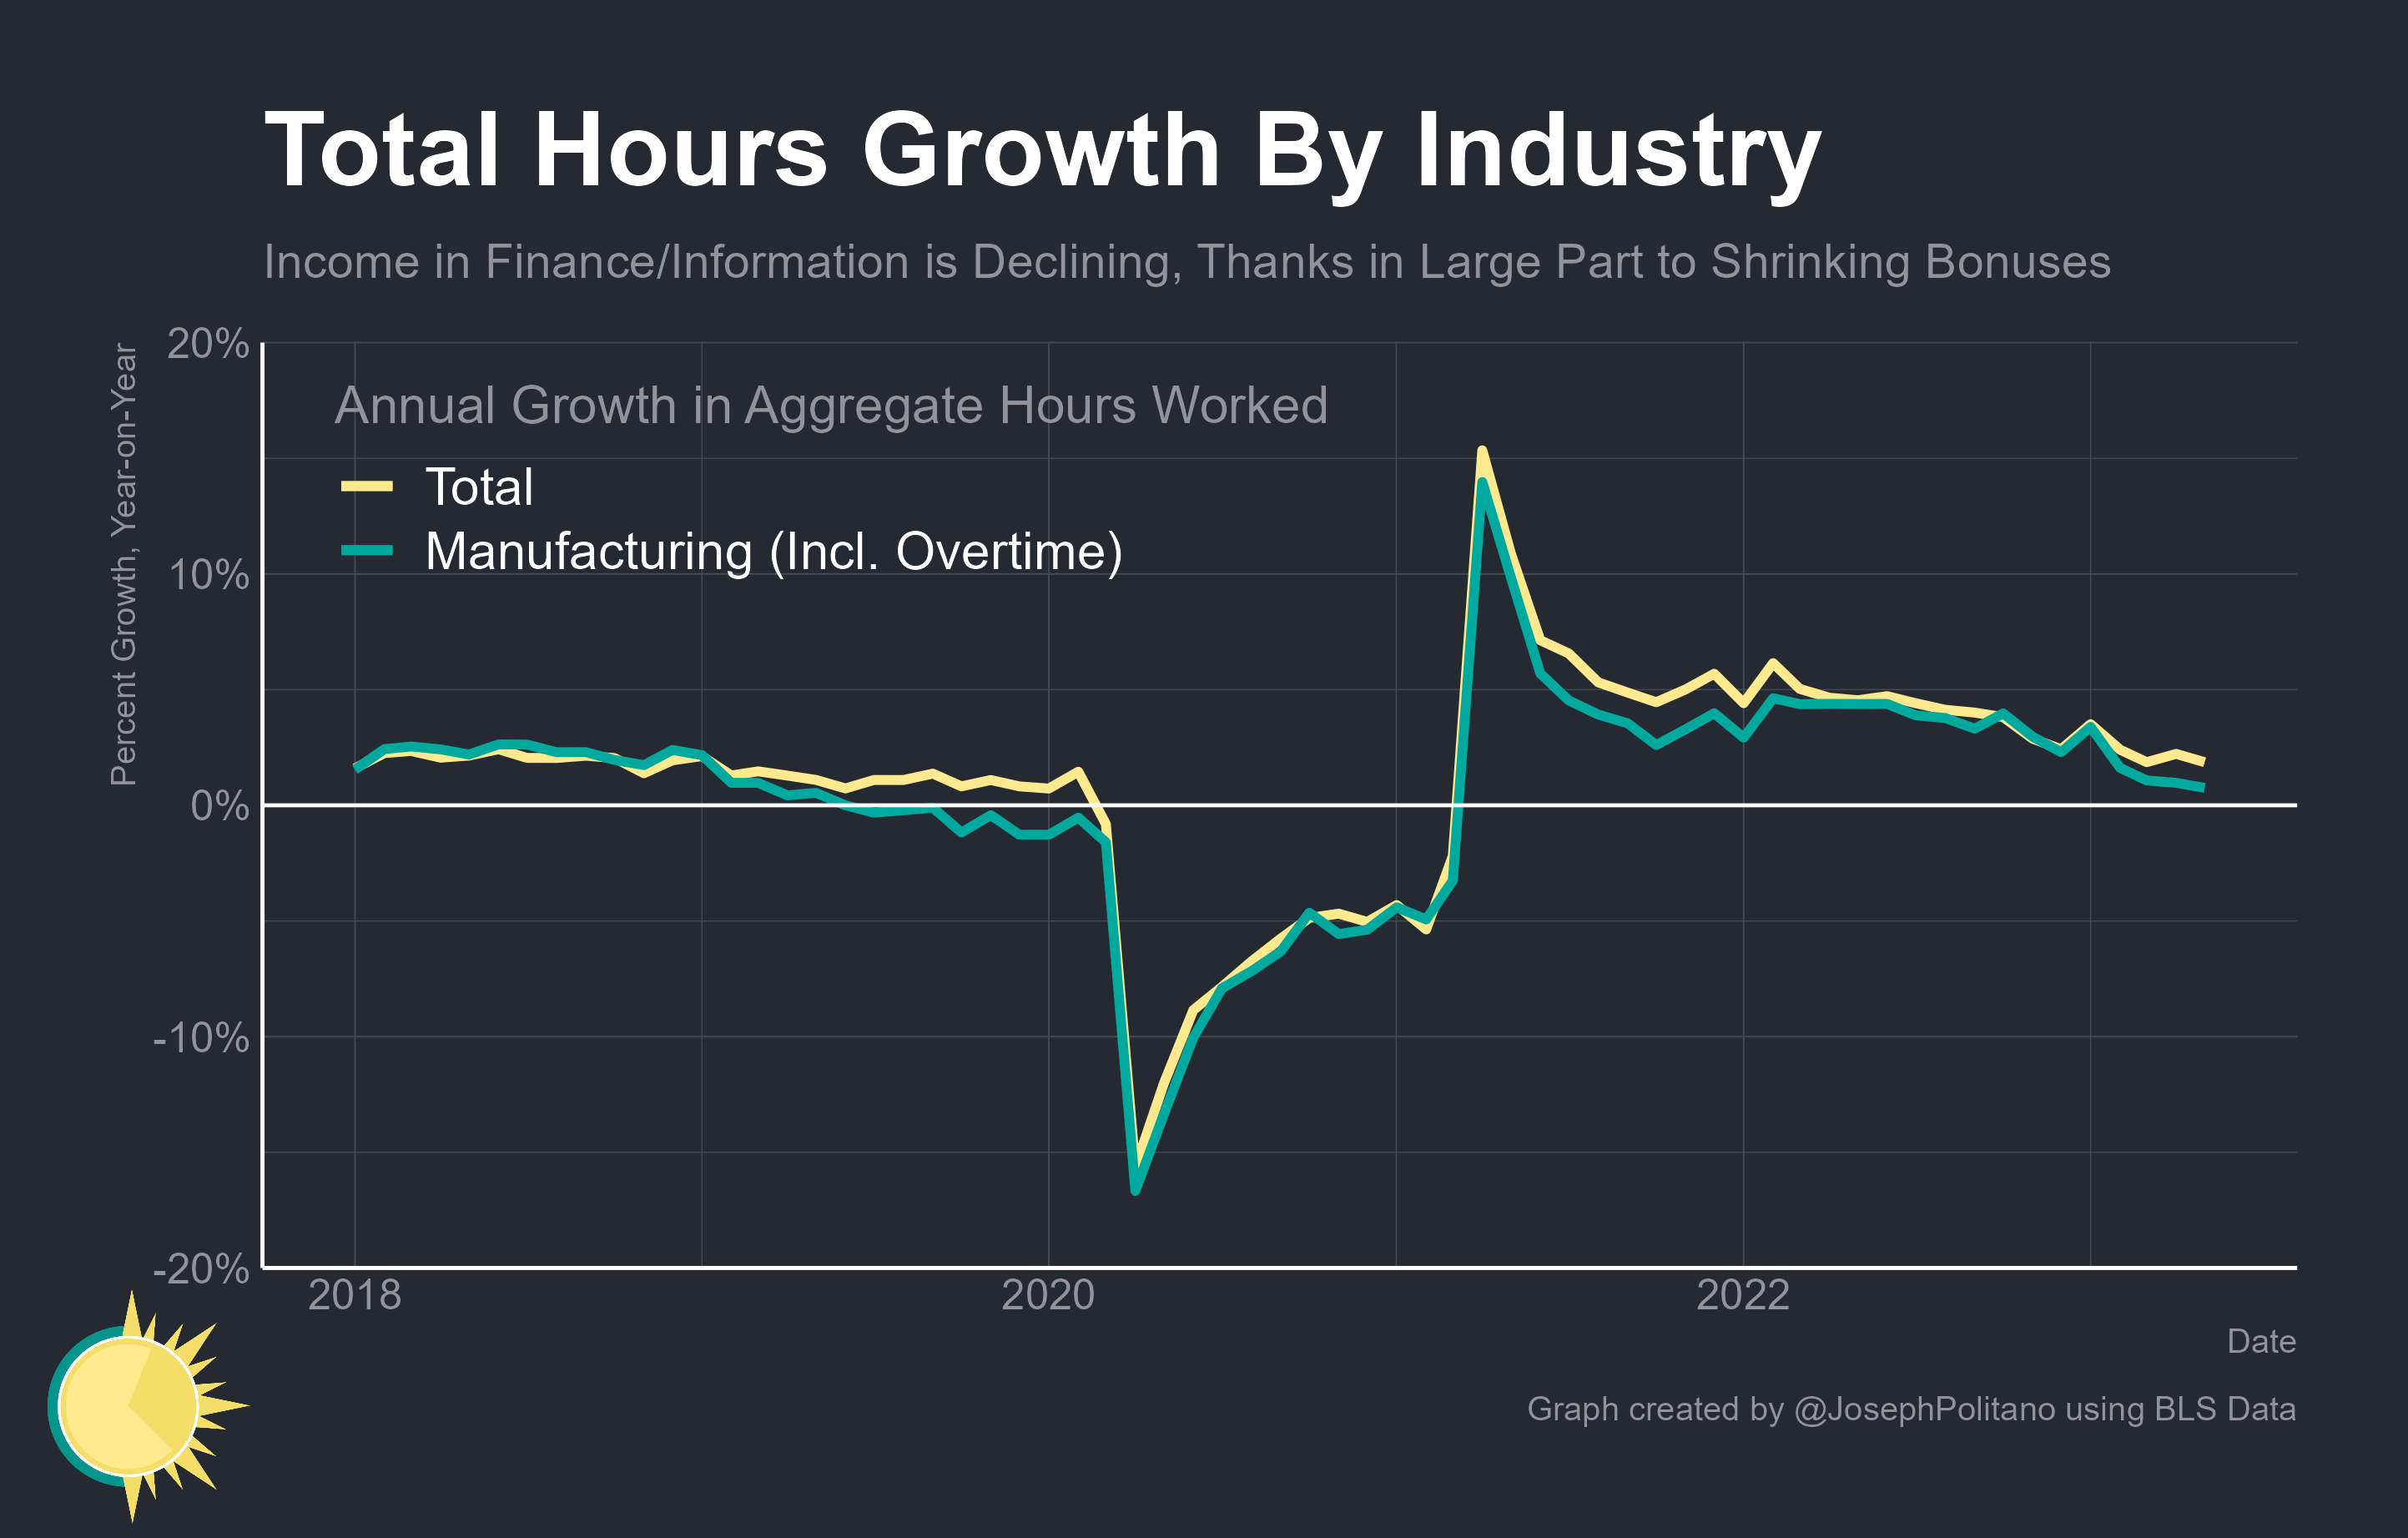 Total Hours Growth By Industry
Income in Finance/Information is Declining, Thanks in Large Part to Shrinking Bonuses
Percent Growth, Year-on-Year
20%
10%
0%
-10%
-20%
Annual Growth in Aggregate Hours Worked
Total
Manufacturing (Incl. Overtime)
2018
2020
2022
Date
Graph created by @JosephPolitano using BLS Data